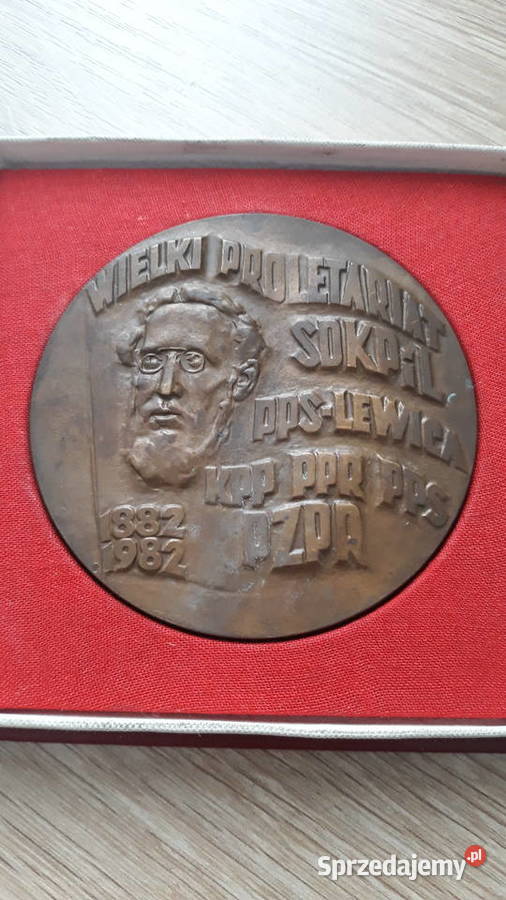 WIELKI PROLETARIAT
SDKPiL
PPS-LEWICA
KPP PPR PPS
PZPR
1882
1982
Sprzedajemy.pl